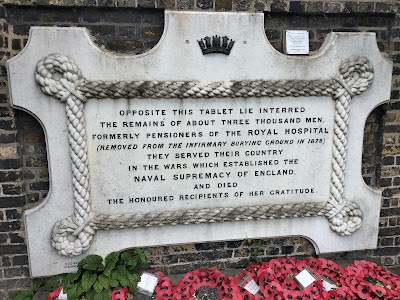 OPPOSITE THIS TABLET LIE INTERRED
THE REMAINS OF ABOUT THREE THOUSAND MEN,
FORMERLY PENSIONERS OF THE ROYAL HOSPITAL
(REMOVED FROM THE INFIRMARY BURYING GROUND IN 1875)
THEY SERVED THEIR COUNTRY
IN THE WARS WHICH ESTABLISHED THE
NAVAL SUPREMACY OF ENGLAND,
AND DIED
THE HONOURED RECIPIENTS OF HER GRATITUDE.